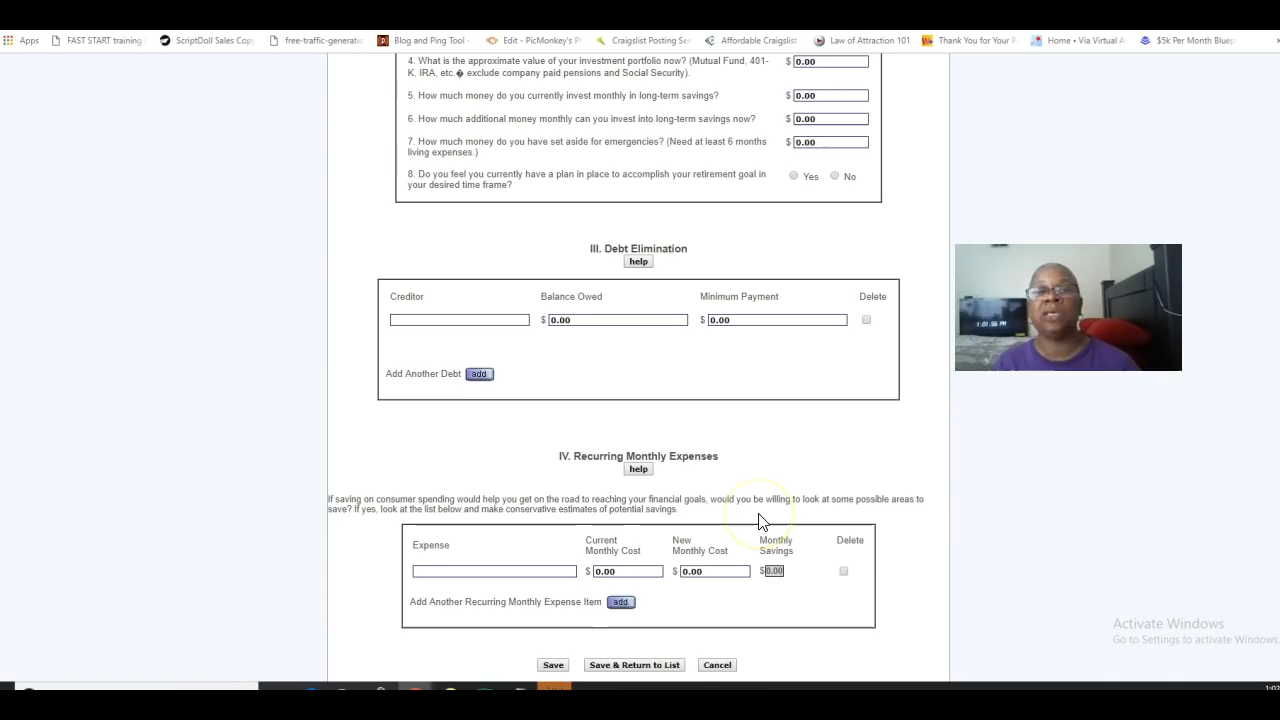 Apps FAST START training ScriptDoll Sales Copy free-traffic-generatio Blog and Ping Tool - Edit - PicMonkey's P Craigslist Posting Ser Affordable Craigslist Law of Attraction 101 Thank You for Your P Home • Via Virtual A $5k Per Month Bluep
4. What is the approximate value of your investment portfolio now? (Mutual Fund, 401-
K, IRA, etc.� exclude company paid pensions and Social Security).
$ 0.00
5. How much money do you currently invest monthly in long-term savings? $ 0.00
6. How much additional money monthly can you invest into long-term savings now? $ 0.00
7. How much money do you have set aside for emergencies? (Need at least 6 months
living expenses.)
$ 0.00
8. Do you feel you currently have a plan in place to accomplish your retirement goal in
your desired time frame?
Yes No
III. Debt Elimination
help
Creditor Balance Owed Minimum Payment Delete
$ 0.00 $ 0.00
Add Another Debt add
1:01:56 PM
IV. Recurring Monthly Expenses
help
If saving on consumer spending would help you get on the road to reaching your financial goals, would you be willing to look at some possible areas to
save? If yes, look at the list below and make conservative estimates of potential savings.
Expense Current Monthly Cost New Monthly Cost Monthly Savings Delete
$ 0.00 $ 0.00 $0.00
Add Another Recurring Monthly Expense Item add
Save Save & Return to List Cancel
Activate Windows
Go to Settings to activate Windows.